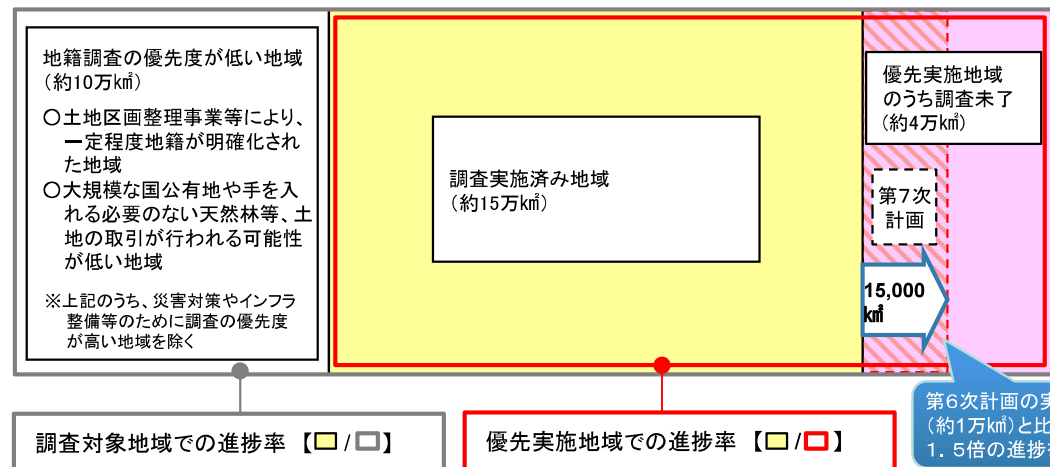 地籍調査の優先度が低い地域
(約10万㎢)
○土地区画整理事業等により、
一定程度地籍が明確化され
た地域
○大規模な国公有地や手を入
れる必要のない天然林等、土
地の取引が行われる可能性
が低い地域
※上記のうち、災害対策やインフラ
整備等のために調査の優先度
が高い地域を除く
調査実施済み地域
(約15万㎢)
優先実施地域
のうち調査未了
(約4万㎢)
第7次
計画
15,000
㎢
第6次計画の実
(約1万㎢)と比
1.5倍の進捗
調査対象地域での進捗率 【□/□】
優先実施地域での進捗率 【□/□】